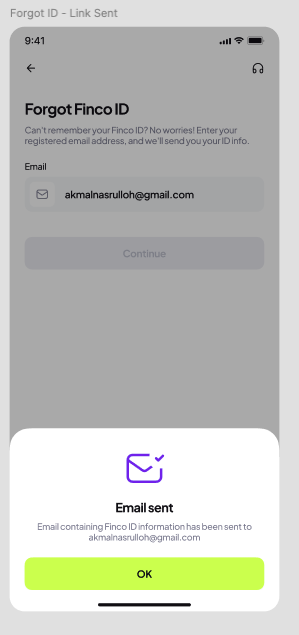 Forgot ID - Link Sent
9:41
Forgot Finco ID
Can't remember your Finco ID? No worries! Enter your
registered email address, and we'll send you your ID info.
Email
akmalnasrulloh@gmail.com
Continue
Email sent
Email containing Finco ID information has been sent to
akmalnasrulloh@gmail.com
OK